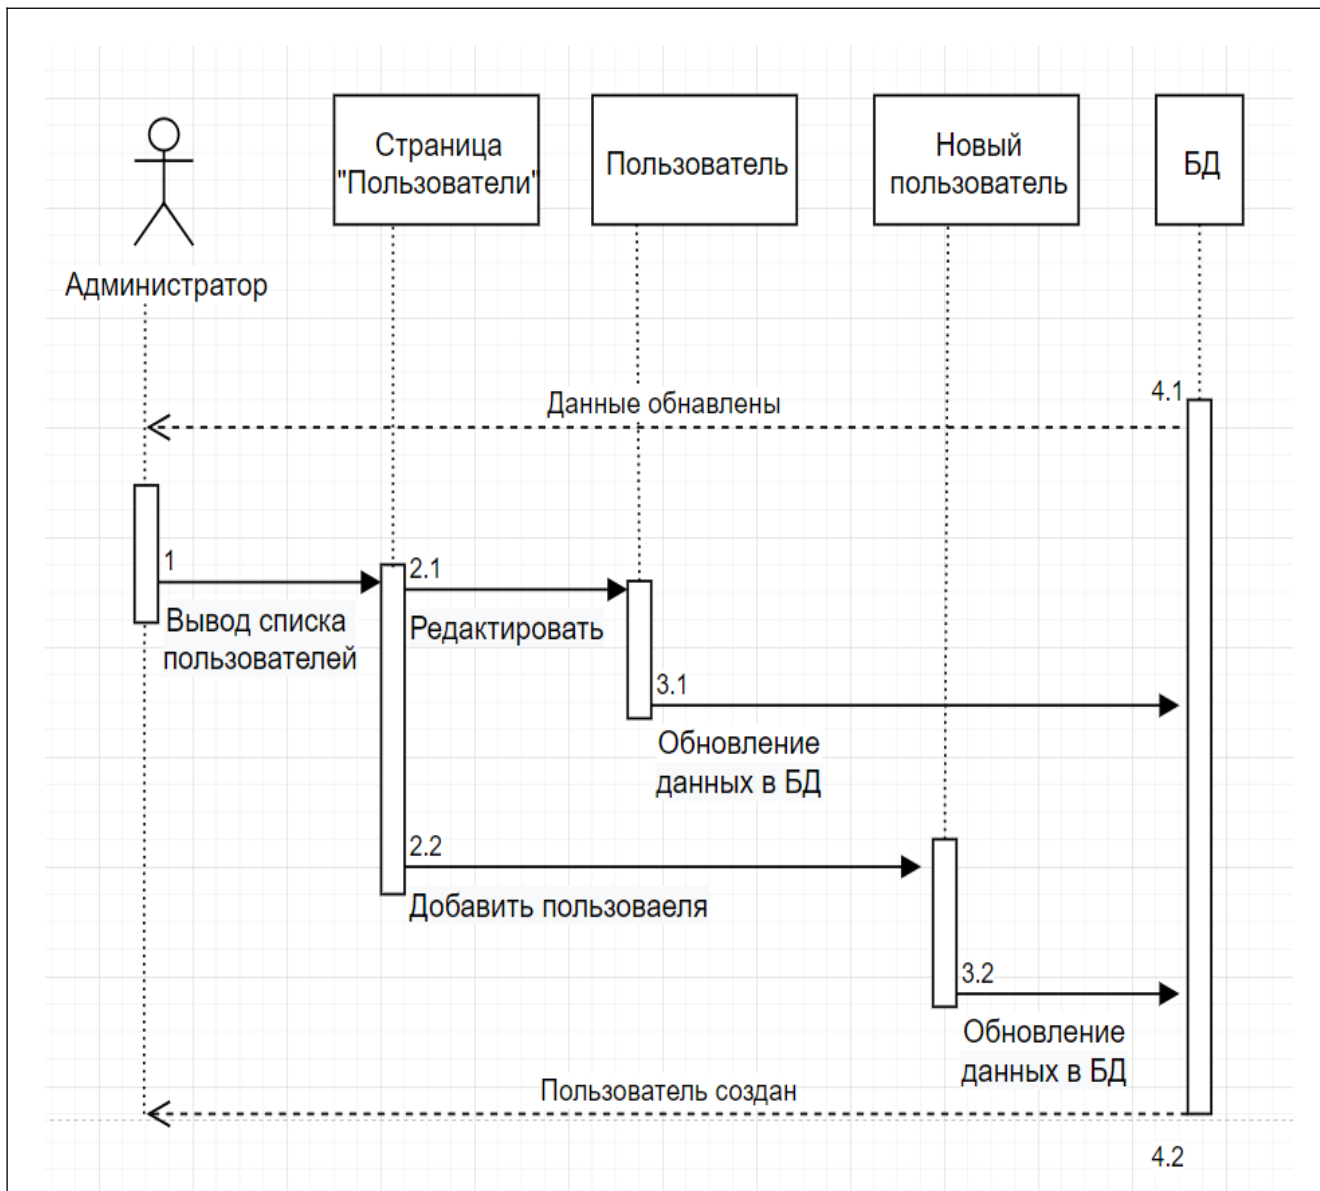 Страница
"Пользователи"
Пользователь
Новый
пользователь
БД
Администратор
4.1
Данные обнавлены
1
2.1
Вывод списка
пользователей
Редактировать
3.1
Обновление
данных в БД
2.2
Добавить пользоваеля
3.2
Обновление
данных в БД
Пользователь создан
4.2